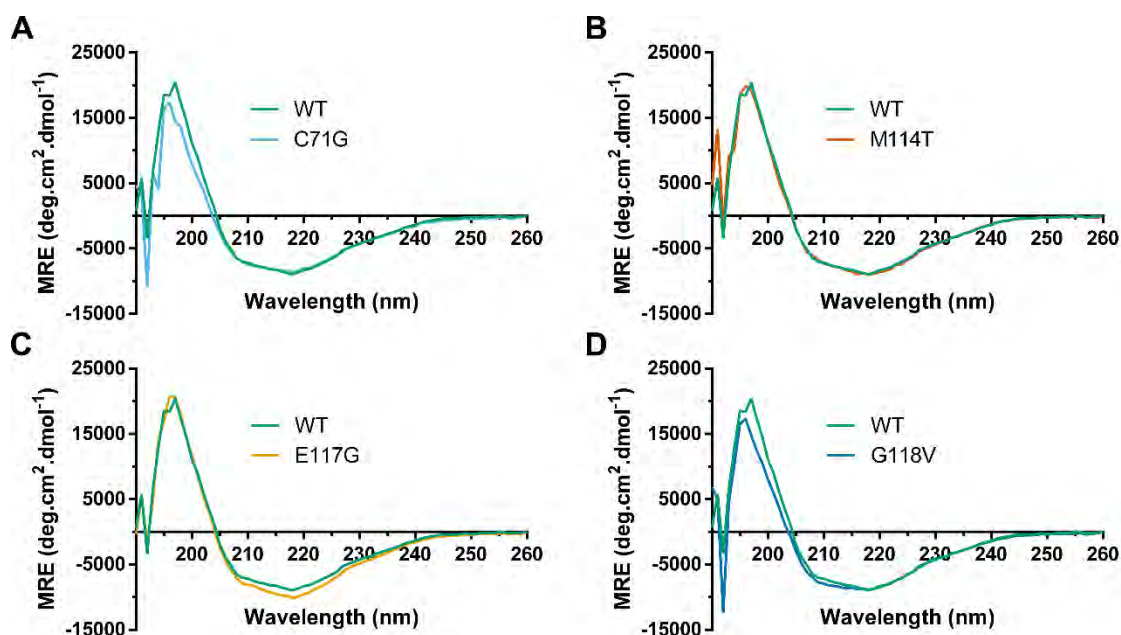 A
25000
15000
5000
-5000
-15000
MRE (deg.cm².dmol⁻¹)
WT
C71G
200 210 220 230 240 250 260
Wavelength (nm)
B
25000
15000
5000
-5000
-15000
MRE (deg.cm².dmol⁻¹)
WT
M114T
200 210 220 230 240 250 260
Wavelength (nm)
C
25000
15000
5000
-5000
-15000
MRE (deg.cm².dmol⁻¹)
WT
E117G
200 210 220 230 240 250 260
Wavelength (nm)
D
25000
15000
5000
-5000
-15000
MRE (deg.cm².dmol⁻¹)
WT
G118V
200 210 220 230 240 250 260
Wavelength (nm)